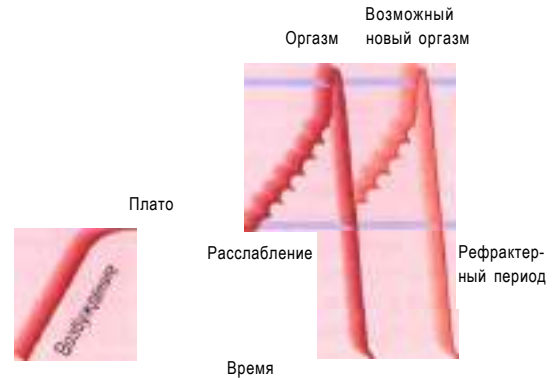 Возможный
Оргазм новый оргазм
Плато
Расслабление
Рефрактер-
ный период
Возбуждение
Время